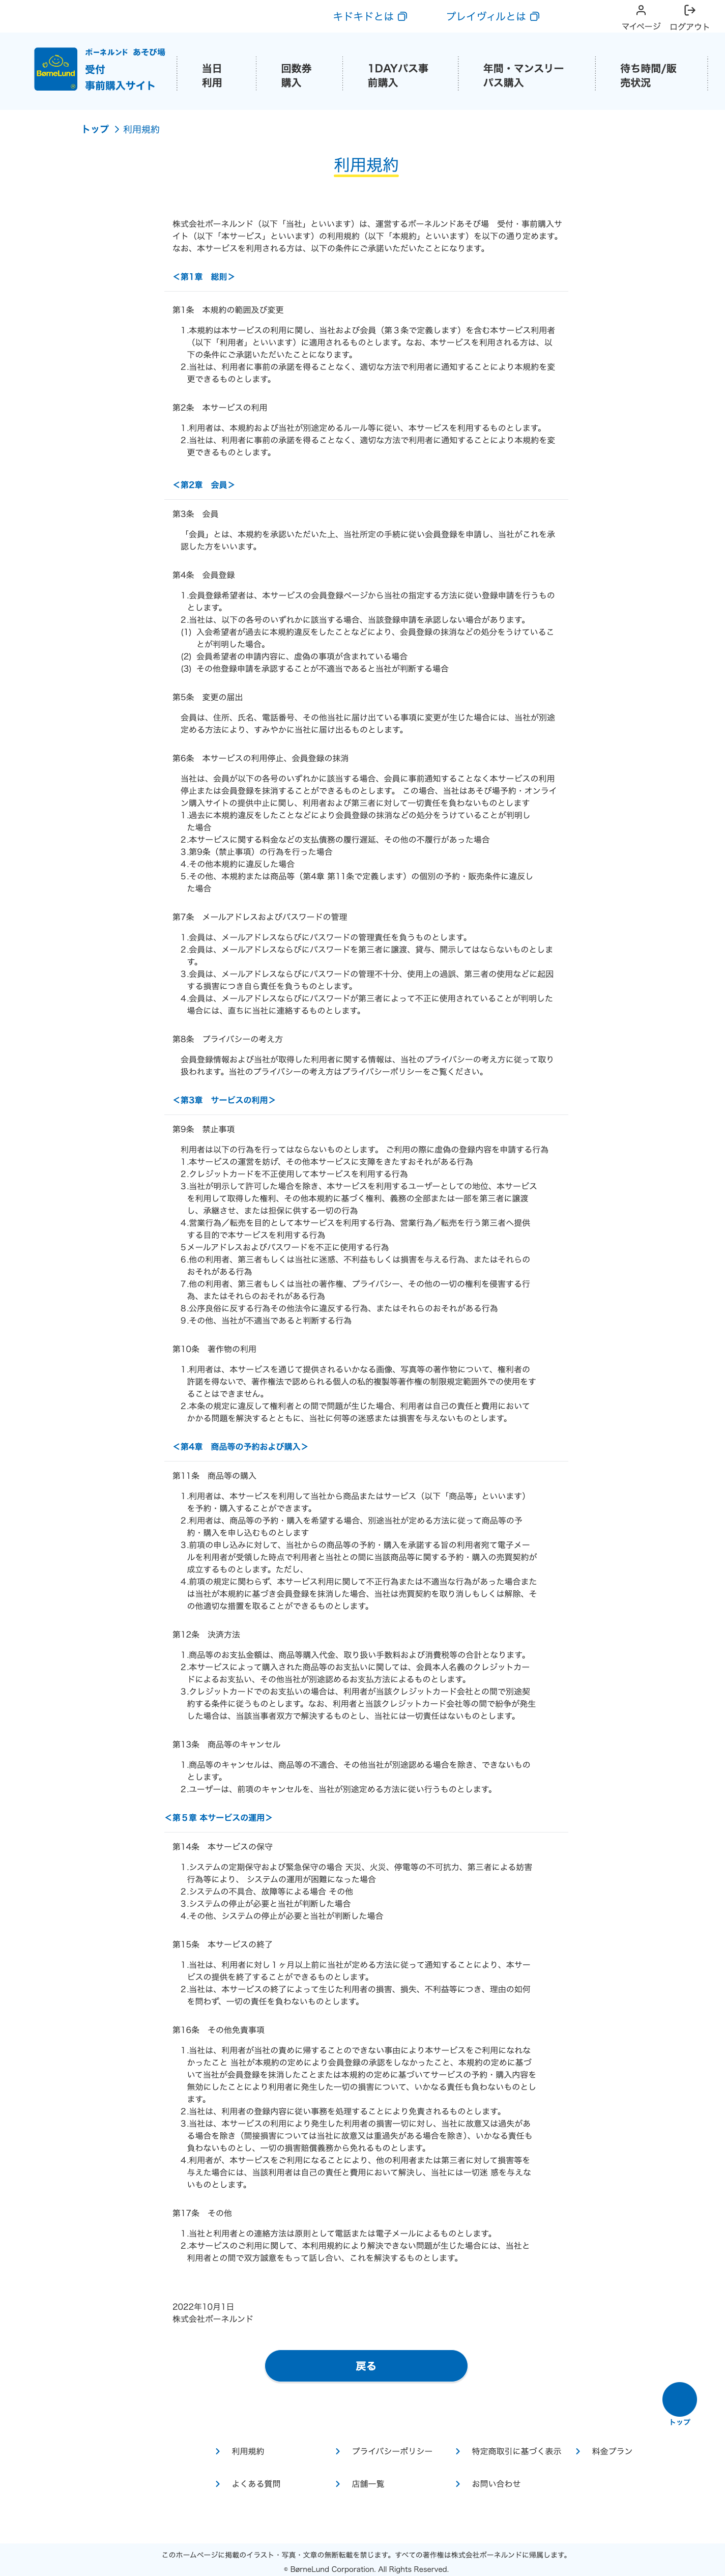 キドキドとは
プレイヴィルとは
マイページ
ログアウト
BørneLund
ボーネルンド あそび場
受付
事前購入サイト
当日
利用
回数券
購入
1DAYパス事
前購入
年間・マンスリー
パス購入
待ち時間/販
売状況
トップ 利用規約
利用規約
株式会社ボーネルンド（以下「当社」といいます）は、運営するボーネルンドあそび場　受付・事前購入サ
イト（以下「本サービス」といいます）の利用規約（以下「本規約」といいます）を以下の通り定めます。
なお、本サービスを利用される方は、以下の条件にご承諾いただいたことになります。
＜第1章　総則＞
第1条　本規約の範囲及び変更
1.本規約は本サービスの利用に関し、当社および会員（第３条で定義します）を含む本サービス利用者
（以下「利用者」といいます）に適用されるものとします。なお、本サービスを利用される方は、以
下の条件にご承諾いただいたことになります。
2.当社は、利用者に事前の承諾を得ることなく、適切な方法で利用者に通知することにより本規約を変
更できるものとします。
第2条　本サービスの利用
1.利用者は、本規約および当社が別途定めるルール等に従い、本サービスを利用するものとします。
2.当社は、利用者に事前の承諾を得ることなく、適切な方法で利用者に通知することにより本規約を変
更できるものとします。
＜第2章　会員＞
第3条　会員
「会員」とは、本規約を承認いただいた上、当社所定の手続に従い会員登録を申請し、当社がこれを承
認した方をいいます。
第4条　会員登録
1.会員登録希望者は、本サービスの会員登録ページから当社の指定する方法に従い登録申請を行うもの
とします。
2.当社は、以下の各号のいずれかに該当する場合、当該登録申請を承認しない場合があります。
(1) 入会希望者が過去に本規約違反をしたことなどにより、会員登録の抹消などの処分をうけているこ
とが判明した場合。
(2) 会員希望者の申請内容に、虚偽の事項が含まれている場合
(3) その他登録申請を承認することが不適当であると当社が判断する場合
第5条　変更の届出
会員は、住所、氏名、電話番号、その他当社に届け出ている事項に変更が生じた場合には、当社が別途
定める方法により、すみやかに当社に届け出るものとします。
第6条　本サービスの利用停止、会員登録の抹消
当社は、会員が以下の各号のいずれかに該当する場合、会員に事前通知することなく本サービスの利用
停止または会員登録を抹消することができるものとします。 この場合、当社はあそび場予約・オンライ
ン購入サイトの提供中止に関し、利用者および第三者に対して一切責任を負わないものとします
1.過去に本規約違反をしたことなどにより会員登録の抹消などの処分をうけていることが判明し
た場合
2.本サービスに関する料金などの支払債務の履行遅延、その他の不履行があった場合
3.第9条（禁止事項）の行為を行った場合
4.その他本規約に違反した場合
5.その他、本規約または商品等（第4章 第11条で定義します）の個別の予約・販売条件に違反し
た場合
第7条　メールアドレスおよびパスワードの管理
1.会員は、メールアドレスならびにパスワードの管理責任を負うものとします。
2.会員は、メールアドレスならびにパスワードを第三者に譲渡、貸与、開示してはならないものとしま
す。
3.会員は、メールアドレスならびにパスワードの管理不十分、使用上の過誤、第三者の使用などに起因
する損害につき自ら責任を負うものとします。
4.会員は、メールアドレスならびにパスワードが第三者によって不正に使用されていることが判明した
場合には、直ちに当社に連絡するものとします。
第8条　プライバシーの考え方
会員登録情報および当社が取得した利用者に関する情報は、当社のプライバシーの考え方に従って取り
扱われます。当社のプライバシーの考え方はプライバシーポリシーをご覧ください。
＜第3章　サービスの利用＞
第9条　禁止事項
利用者は以下の行為を行ってはならないものとします。 ご利用の際に虚偽の登録内容を申請する行為
1.本サービスの運営を妨げ、その他本サービスに支障をきたすおそれがある行為
2.クレジットカードを不正使用して本サービスを利用する行為
3.当社が明示して許可した場合を除き、本サービスを利用するユーザーとしての地位、本サービス
を利用して取得した権利、その他本規約に基づく権利、義務の全部または一部を第三者に譲渡
し、承継させ、または担保に供する一切の行為
4.営業行為／転売を目的として本サービスを利用する行為、営業行為／転売を行う第三者へ提供
する目的で本サービスを利用する行為
5メールアドレスおよびパスワードを不正に使用する行為
6.他の利用者、第三者もしくは当社に迷惑、不利益もしくは損害を与える行為、またはそれらの
おそれがある行為
7.他の利用者、第三者もしくは当社の著作権、プライバシー、その他の一切の権利を侵害する行
為、またはそれらのおそれがある行為
8.公序良俗に反する行為その他法令に違反する行為、またはそれらのおそれがある行為
9.その他、当社が不適当であると判断する行為
第10条　著作物の利用
1.利用者は、本サービスを通じて提供されるいかなる画像、写真等の著作物について、権利者の
許諾を得ないで、著作権法で認められる個人の私的複製等著作権の制限規定範囲外での使用をす
ることはできません。
2.本条の規定に違反して権利者との間で問題が生じた場合、利用者は自己の責任と費用において
かかる問題を解決するとともに、当社に何等の迷惑または損害を与えないものとします。
＜第4章　商品等の予約および購入＞
第11条　商品等の購入
1.利用者は、本サービスを利用して当社から商品またはサービス（以下「商品等」といいます）
を予約・購入することができます。
2.利用者は、商品等の予約・購入を希望する場合、別途当社が定める方法に従って商品等の予
約・購入を申し込むものとします
3.前項の申し込みに対して、当社からの商品等の予約・購入を承諾する旨の利用者宛て電子メー
ルを利用者が受領した時点で利用者と当社との間に当該商品等に関する予約・購入の売買契約が
成立するものとします。ただし、
4.前項の規定に関わらず、本サービス利用に関して不正行為または不適当な行為があった場合また
は当社が本規約に基づき会員登録を抹消した場合、当社は売買契約を取り消しもしくは解除、そ
の他適切な措置を取ることができるものとします。
第12条　決済方法
1.商品等のお支払金額は、商品等購入代金、取り扱い手数料および消費税等の合計となります。
2.本サービスによって購入された商品等のお支払いに関しては、会員本人名義のクレジットカー
ドによるお支払い、その他当社が別途認めるお支払方法によるものとします。
3.クレジットカードでのお支払いの場合は、利用者が当該クレジットカード会社との間で別途契
約する条件に従うものとします。なお、利用者と当該クレジットカード会社等の間で紛争が発生
した場合は、当該当事者双方で解決するものとし、当社には一切責任はないものとします。
第13条　商品等のキャンセル
1.商品等のキャンセルは、商品等の不適合、その他当社が別途認める場合を除き、できないもの
とします。
2.ユーザーは、前項のキャンセルを、当社が別途定める方法に従い行うものとします。
＜第５章 本サービスの運用＞
第14条　本サービスの保守
1.システムの定期保守および緊急保守の場合 天災、火災、停電等の不可抗力、第三者による妨害
行為等により、 システムの運用が困難になった場合
2.システムの不具合、故障等による場合 その他
3.システムの停止が必要と当社が判断した場合
4.その他、システムの停止が必要と当社が判断した場合
第15条　本サービスの終了
1.当社は、利用者に対し１ヶ月以上前に当社が定める方法に従って通知することにより、本サー
ビスの提供を終了することができるものとします。
2.当社は、本サービスの終了によって生じた利用者の損害、損失、不利益等につき、理由の如何
を問わず、一切の責任を負わないものとします。
第16条　その他免責事項
1.当社は、利用者が当社の責めに帰することのできない事由により本サービスをご利用になれな
かったこと 当社が本規約の定めにより会員登録の承認をしなかったこと、本規約の定めに基づ
いて当社が会員登録を抹消したことまたは本規約の定めに基づいてサービスの予約・購入内容を
無効にしたことにより利用者に発生した一切の損害について、いかなる責任も負わないものとし
ます。
2.当社は、利用者の登録内容に従い事務を処理することにより免責されるものとします。
3.当社は、本サービスの利用により発生した利用者の損害一切に対し、当社に故意又は過失があ
る場合を除き（間接損害については当社に故意又は重過失がある場合を除き）、いかなる責任も
負わないものとし、一切の損害賠償義務から免れるものとします。
4.利用者が、本サービスをご利用になることにより、他の利用者または第三者に対して損害等を
与えた場合には、当該利用者は自己の責任と費用において解決し、当社には一切迷 惑を与えな
いものとします。
第17条　その他
1.当社と利用者との連絡方法は原則として電話または電子メールによるものとします。
2.本サービスのご利用に関して、本利用規約により解決できない問題が生じた場合には、当社と
利用者との間で双方誠意をもって話し合い、これを解決するものとします。
2022年10月1日
株式会社ボーネルンド
戻る
トップ
利用規約
プライバシーポリシー
特定商取引に基づく表示
料金プラン
よくある質問
店舗一覧
お問い合わせ
このホームページに掲載のイラスト・写真・文章の無断転載を禁じます。すべての著作権は株式会社ボーネルンドに帰属します。
© BørneLund Corporation. All Rights Reserved.